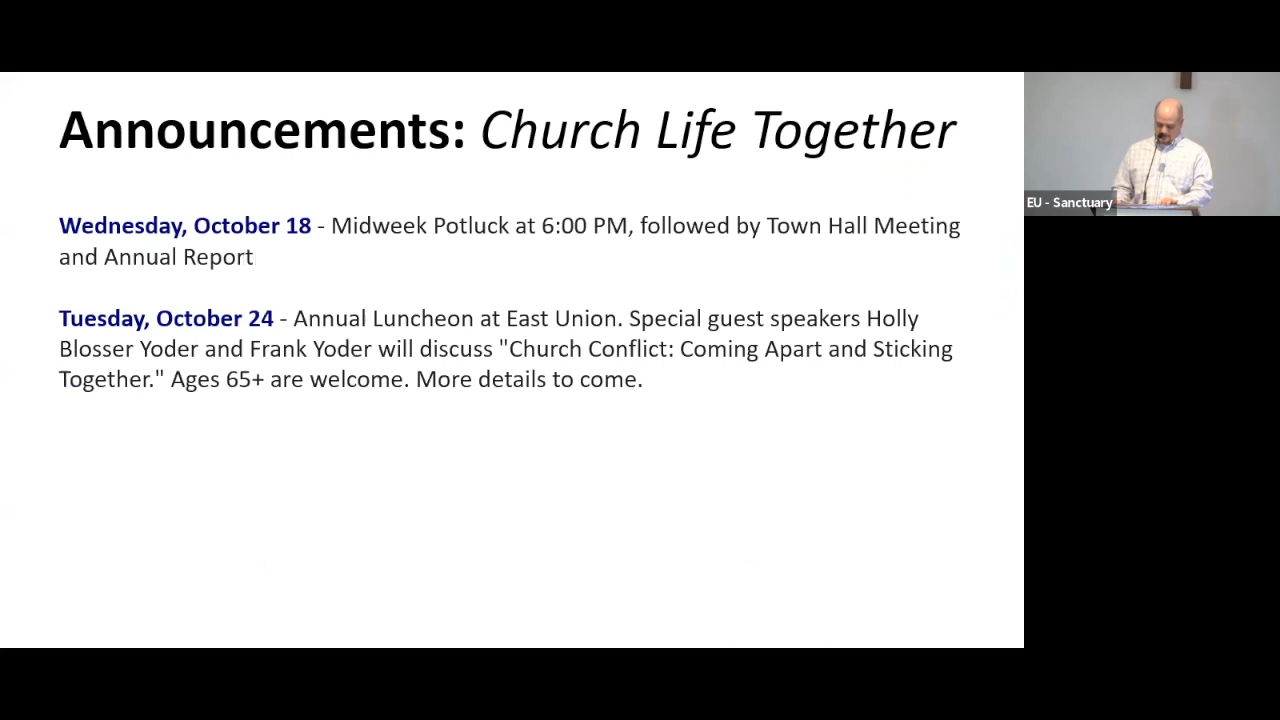 Announcements: Church Life Together
Wednesday, October 18 - Midweek Potluck at 6:00 PM, followed by Town Hall Meeting
and Annual Report
Tuesday, October 24 - Annual Luncheon at East Union. Special guest speakers Holly
Blosser Yoder and Frank Yoder will discuss "Church Conflict: Coming Apart and Sticking
Together." Ages 65+ are welcome. More details to come.
EU - Sanctuary